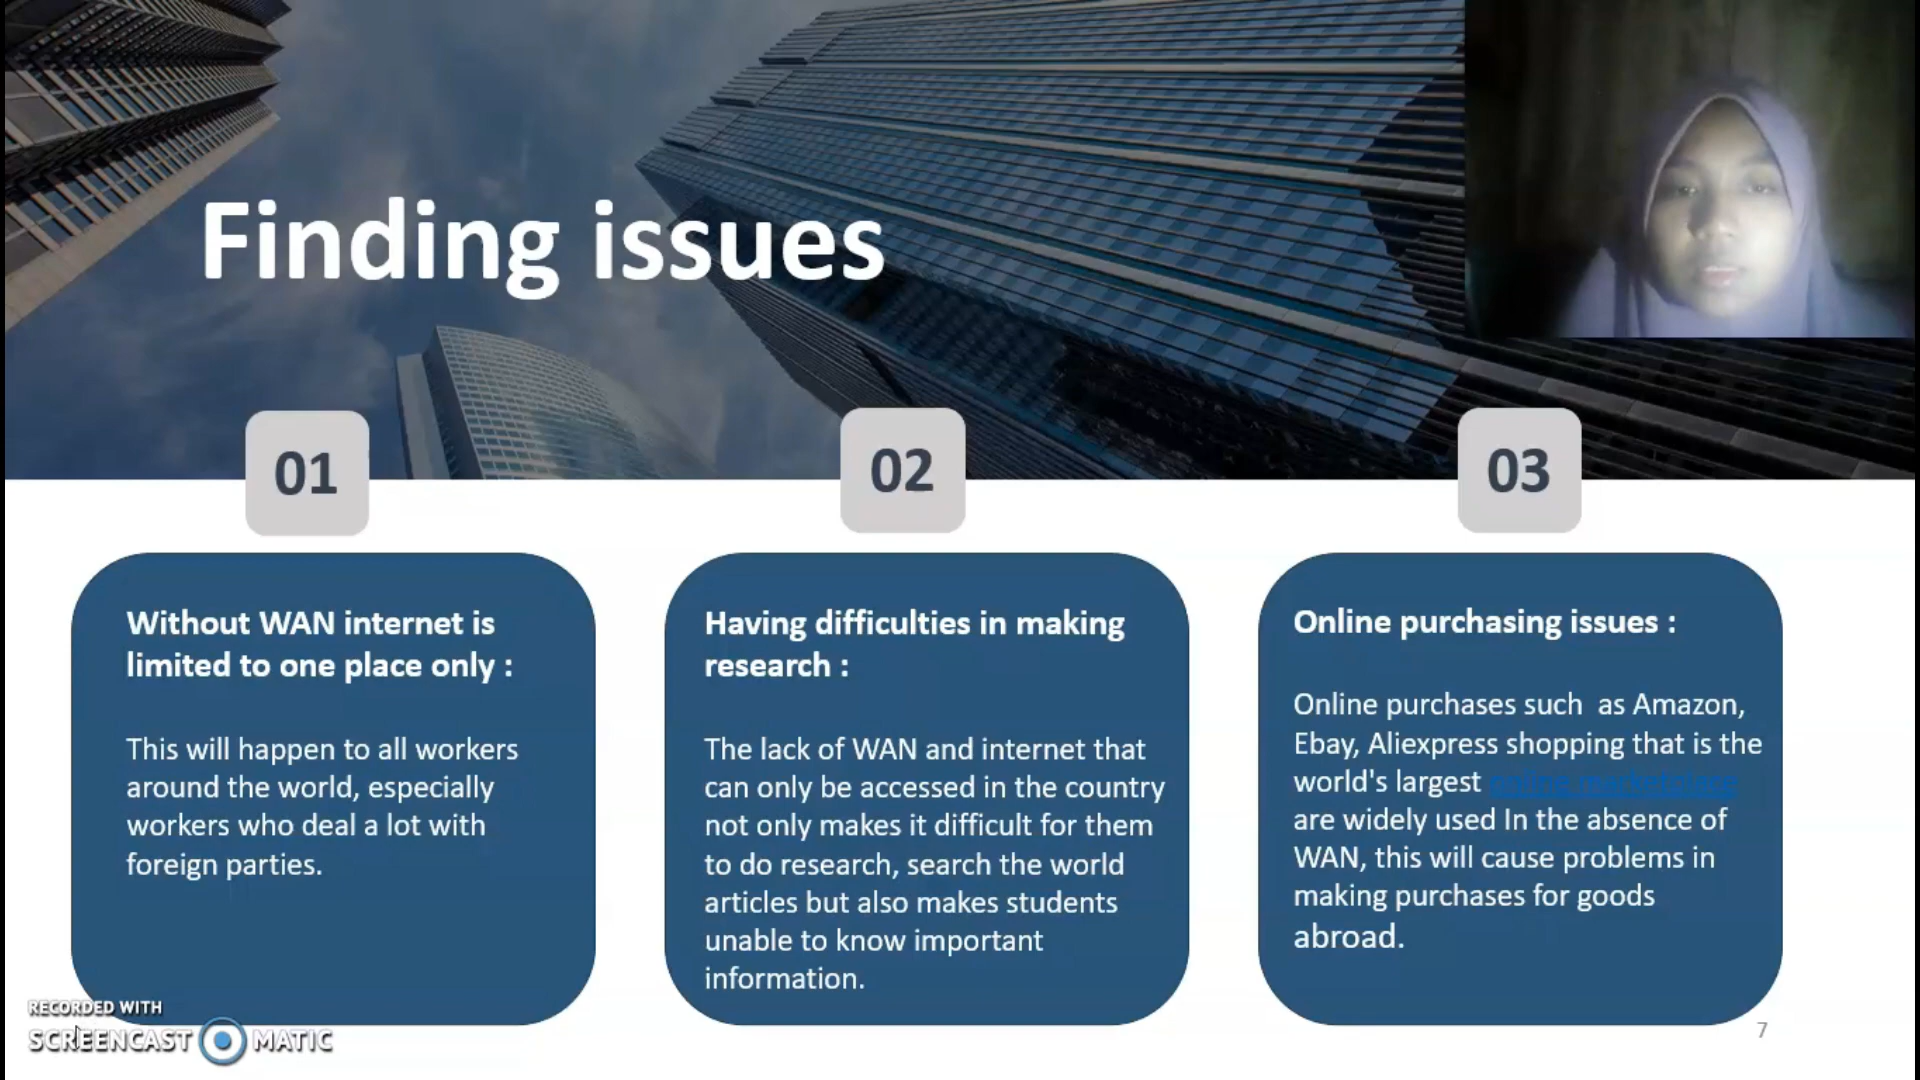 Finding issues
01
02
03
Without WAN internet is
limited to one place only :
This will happen to all workers
around the world, especially
workers who deal a lot with
foreign parties.
Having difficulties in making
research :
The lack of WAN and internet that
can only be accessed in the country
not only makes it difficult for them
to do research, search the world
articles but also makes students
unable to know important
information.
Online purchasing issues :
Online purchases such  as Amazon,
Ebay, Aliexpress shopping that is the
world's largest online marketplace
are widely used In the absence of
WAN, this will cause problems in
making purchases for goods
abroad.
RECORDED WITH
SCREENCAST MATIC
7